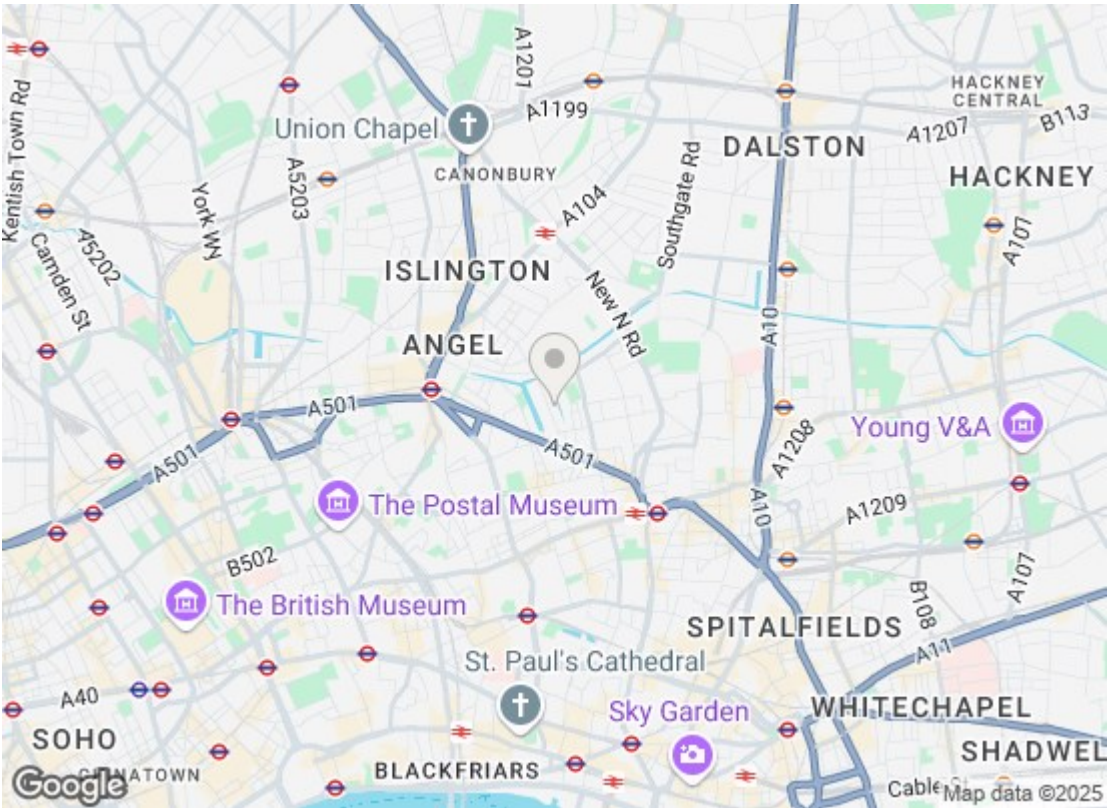 A1201
A1199
Union Chapel
CANONBURY
A5203
Kentish Town Rd
York Wy
A5202
Camden St
A104
Southgate Rd
DALSTON
HACKNEY
CENTRAL
A1207
B113
HACKNEY
A107
ISLINGTON
New N Rd
ANGEL
A10
A501
A501
A501
Young V&A
A1208
A10
A1209
The Postal Museum
B502
The British Museum
A107
B108
SPITALFIELDS
A11
St. Paul's Cathedral
A40
Sky Garden
WHITECHAPEL
SOHO
SHADWEL
BLACKFRIARS
Google
Map data ©2025